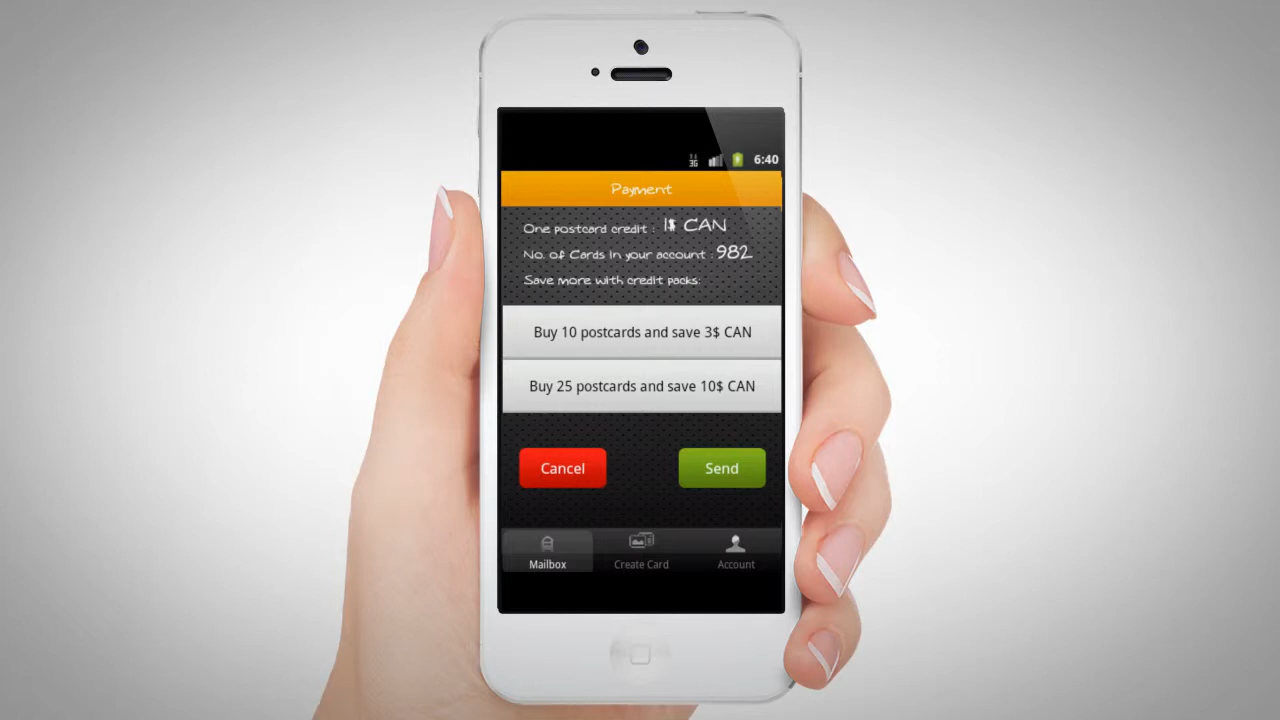 3G 6:40
Payment
One postcard credit : 1$ CAN
No. of Cards in your account : 982
Save more with credit packs:
Buy 10 postcards and save 3$ CAN
Buy 25 postcards and save 10$ CAN
Cancel Send
Mailbox Create Card Account